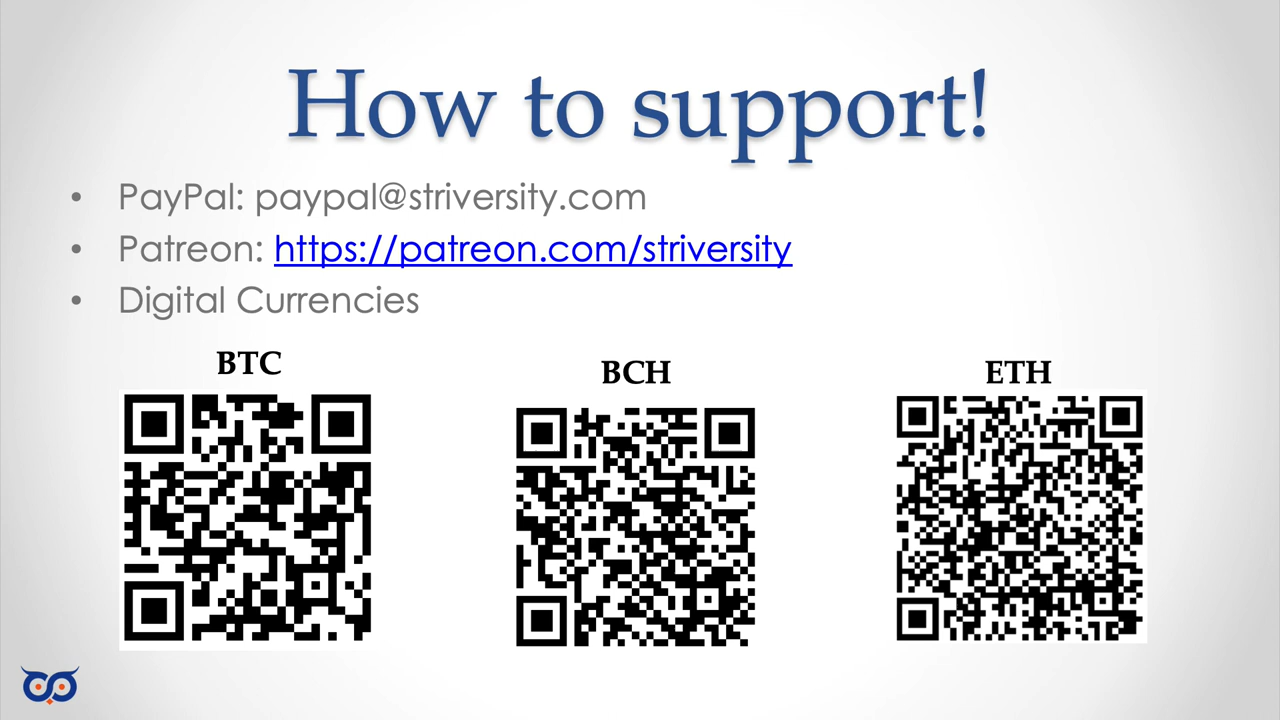 How to support!
• PayPal: paypal@striversity.com
• Patreon: https://patreon.com/striversity
• Digital Currencies
BTC
BCH
ETH